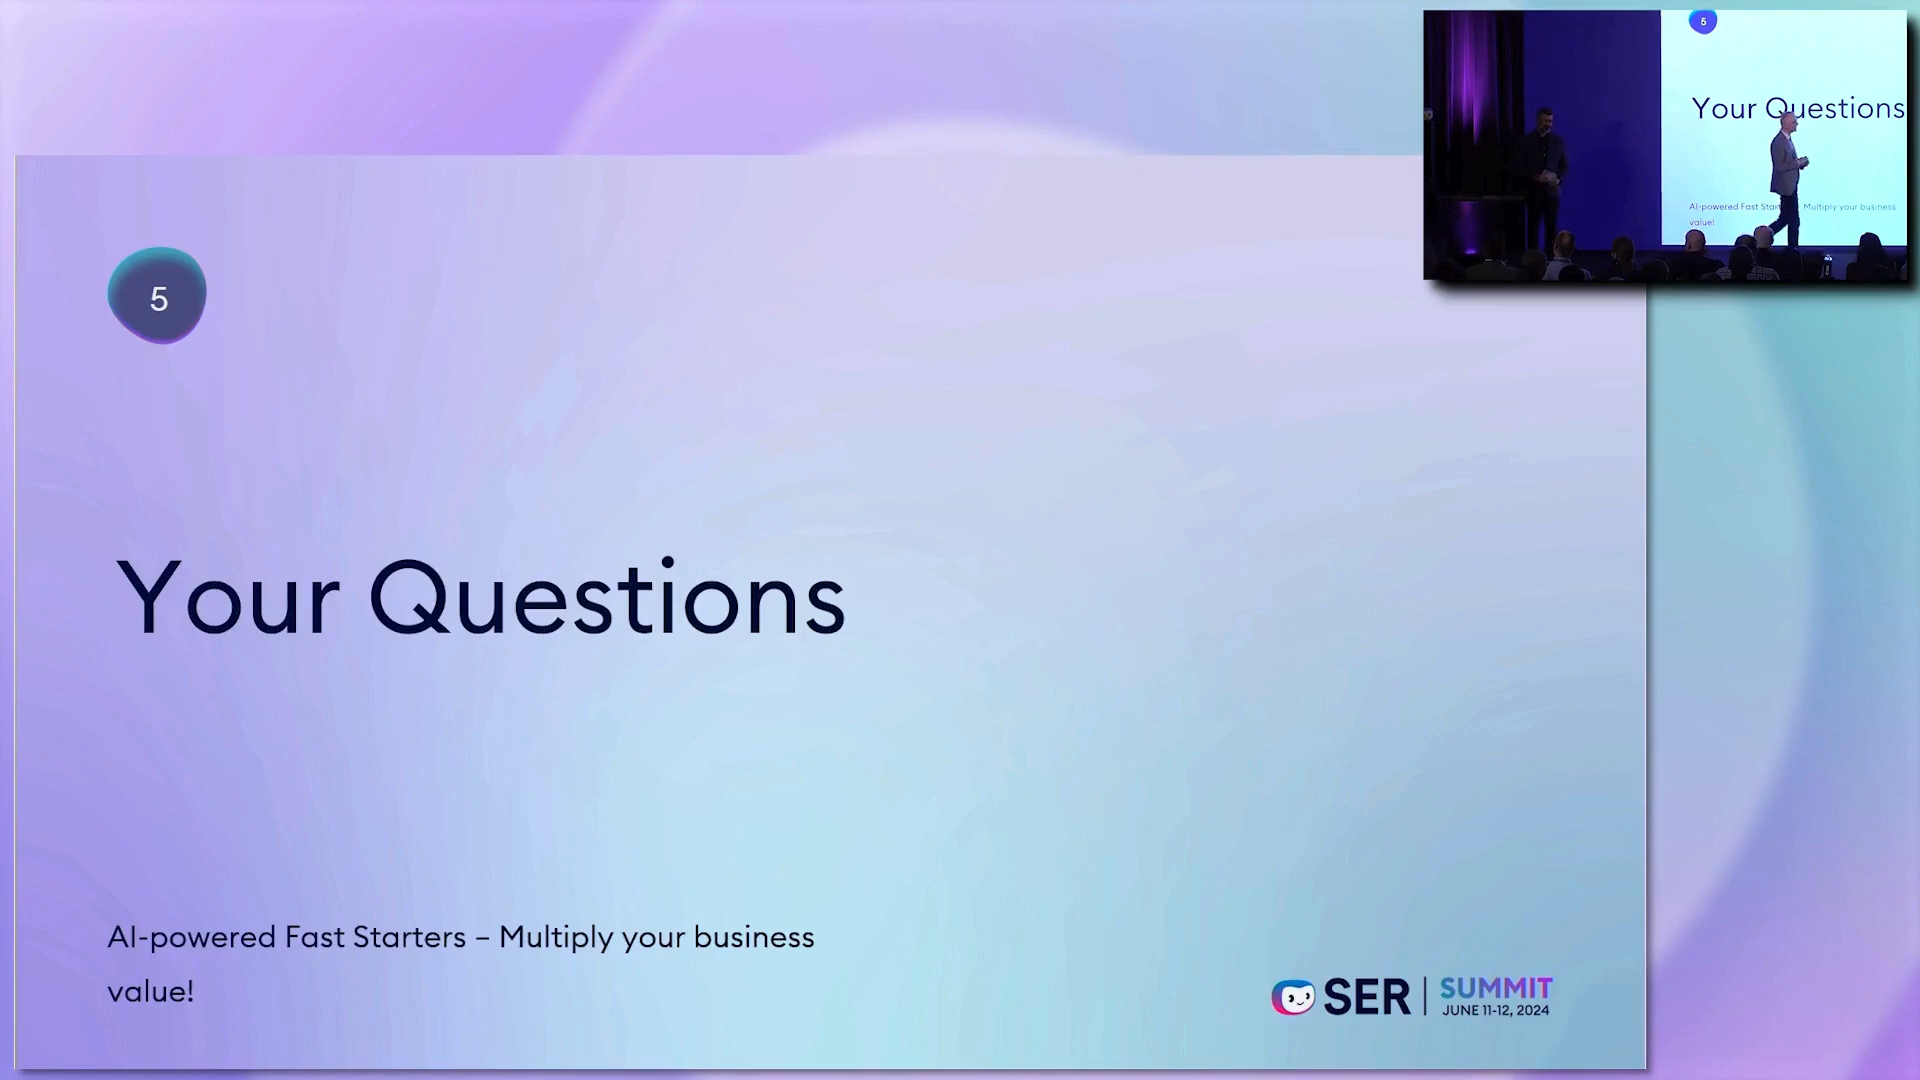 5
Your Questions
AI-powered Fast Starters – Multiply your business
value!
SER
SUMMIT
JUNE 11-12, 2024
5
Your Questions
AI-powered Fast Star Multiply your business
value!